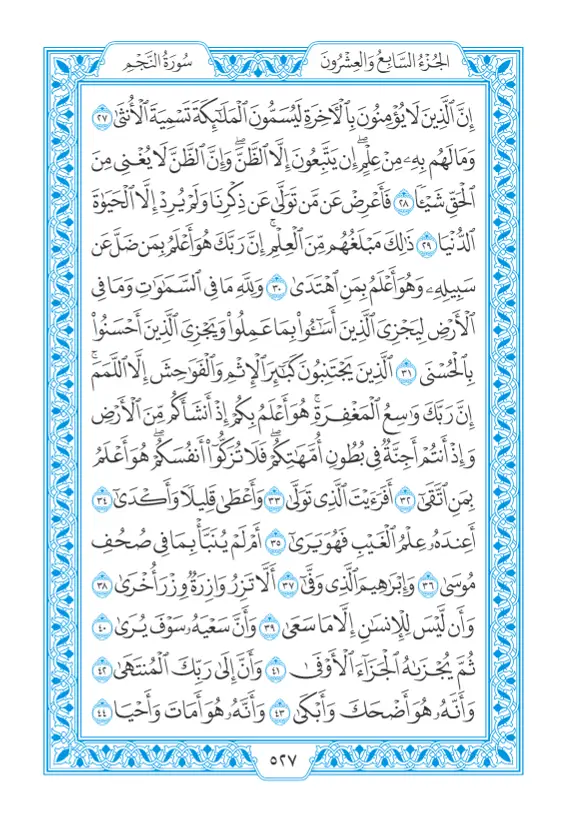 الجُزْءُ السَّابِعُ وَالعِشْرُونَ سُورَةُ النَّجْمِ
إِنَّ ٱلَّذِينَ لَا يُؤْمِنُونَ بِٱلْأَخِرَةِ لَيُسَمُّونَ ٱلْمَلَٰٓئِكَةَ تَسْمِيَةَ ٱلْأُنثَىٰ ٢٧
وَمَا لَهُم بِهِۦ مِنْ عِلْمٍۖ إِن يَتَّبِعُونَ إِلَّا ٱلظَّنَّۖ وَإِنَّ ٱلظَّنَّ لَا يُغْنِى مِنَ
ٱلْحَقِّ شَيْـًٔا ٢٨ فَأَعْرِضْ عَن مَّن تَوَلَّىٰ عَن ذِكْرِنَا وَلَمْ يُرِدْ إِلَّا ٱلْحَيَوٰةَ
ٱلدُّنْيَا ٢٩ ذَٰلِكَ مَبْلَغُهُم مِّنَ ٱلْعِلْمِۚ إِنَّ رَبَّكَ هُوَ أَعْلَمُ بِمَن ضَلَّ عَن
سَبِيلِهِۦ وَهُوَ أَعْلَمُ بِمَنِ ٱهْتَدَىٰ ٣٠ وَلِلَّهِ مَا فِى ٱلسَّمَٰوَٰتِ وَمَا فِى
ٱلْأَرْضِ لِيَجْزِىَ ٱلَّذِينَ أَسَٰٓـُٔوا۟ بِمَا عَمِلُوا۟ وَيَجْزِىَ ٱلَّذِينَ أَحْسَنُوا۟
بِٱلْحُسْنَى ٣١ ٱلَّذِينَ يَجْتَنِبُونَ كَبَٰٓئِرَ ٱلْإِثْمِ وَٱلْفَوَٰحِشَ إِلَّا ٱللَّمَمَۚ
إِنَّ رَبَّكَ وَٰسِعُ ٱلْمَغْفِرَةِۚ هُوَ أَعْلَمُ بِكُمْ إِذْ أَنشَأَكُم مِّنَ ٱلْأَرْضِ
وَإِذْ أَنتُمْ أَجِنَّةٌ فِى بُطُونِ أُمَّهَٰتِكُمْۖ فَلَا تُزَكُّوٓا۟ أَنفُسَكُمْۖ هُوَ أَعْلَمُ
بِمَنِ ٱتَّقَىٰٓ ٣٢ أَفَرَءَيْتَ ٱلَّذِى تَوَلَّىٰ ٣٣ وَأَعْطَىٰ قَلِيلًا وَأَكْدَىٰٓ ٣٤
أَعِندَهُۥ عِلْمُ ٱلْغَيْبِ فَهُوَ يَرَىٰٓ ٣٥ أَمْ لَمْ يُنَبَّأْ بِمَا فِى صُحُفِ
مُوسَىٰ ٣٦ وَإِبْرَٰهِيمَ ٱلَّذِى وَفَّىٰٓ ٣٧ أَلَّا تَزِرُ وَازِرَةٌ وِزْرَ أُخْرَىٰ ٣٨
وَأَن لَّيْسَ لِلْإِنسَٰنِ إِلَّا مَا سَعَىٰ ٣٩ وَأَنَّ سَعْيَهُۥ سَوْفَ يُرَىٰ ٤٠
ثُمَّ يُجْزَىٰهُ ٱلْجَزَآءَ ٱلْأَوْفَىٰ ٤١ وَأَنَّ إِلَىٰ رَبِّكَ ٱلْمُنتَهَىٰ ٤٢
وَأَنَّهُۥ هُوَ أَضْحَكَ وَأَبْكَىٰ ٤٣ وَأَنَّهُۥ هُوَ أَمَاتَ وَأَحْيَا ٤٤
٥٢٧